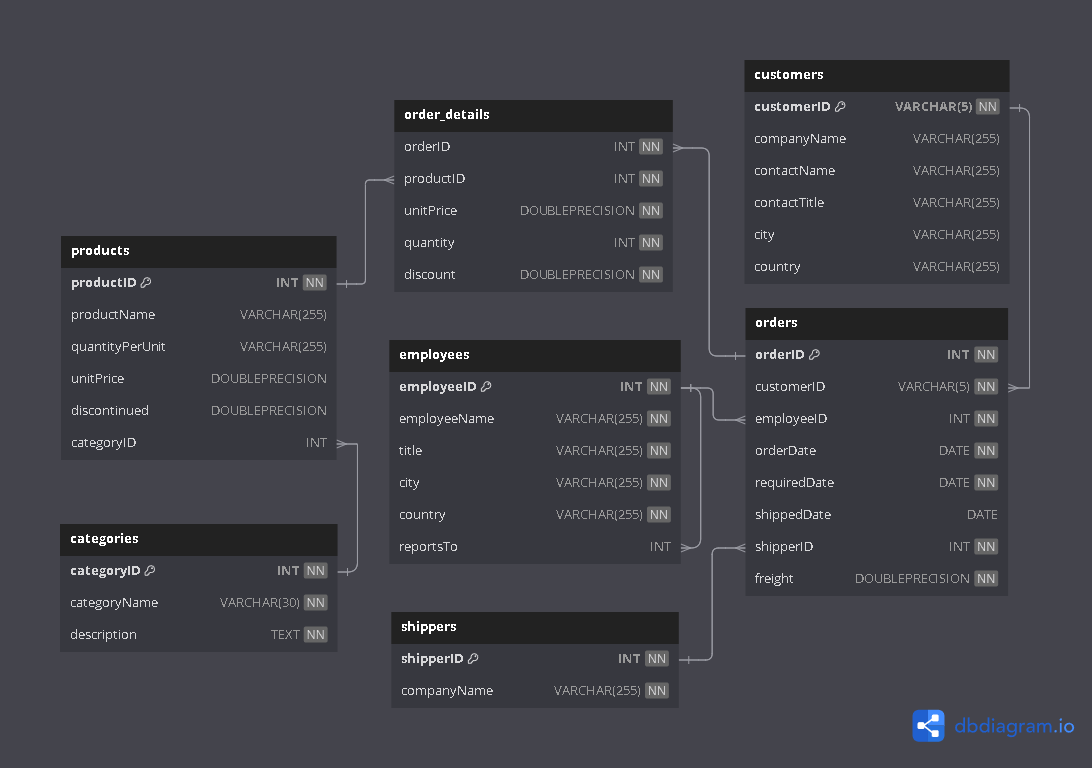 customers
customerID VARCHAR(5) NN
companyName VARCHAR(255)
contactName VARCHAR(255)
contactTitle VARCHAR(255)
city VARCHAR(255)
country VARCHAR(255)
order_details
orderID INT NN
productID INT NN
unitPrice DOUBLEPRECISION NN
quantity INT NN
discount DOUBLEPRECISION NN
products
productID INT NN
productName VARCHAR(255)
quantityPerUnit VARCHAR(255)
unitPrice DOUBLEPRECISION
discontinued DOUBLEPRECISION
categoryID INT
orders
orderID INT NN
customerID VARCHAR(5) NN
employeeID INT NN
orderDate DATE NN
requiredDate DATE NN
shippedDate DATE
shipperID INT NN
freight DOUBLEPRECISION NN
employees
employeeID INT NN
employeeName VARCHAR(255) NN
title VARCHAR(255) NN
city VARCHAR(255) NN
country VARCHAR(255) NN
reportsTo INT
categories
categoryID INT NN
categoryName VARCHAR(30) NN
description TEXT NN
shippers
shipperID INT NN
companyName VARCHAR(255) NN
dbdiagram.io